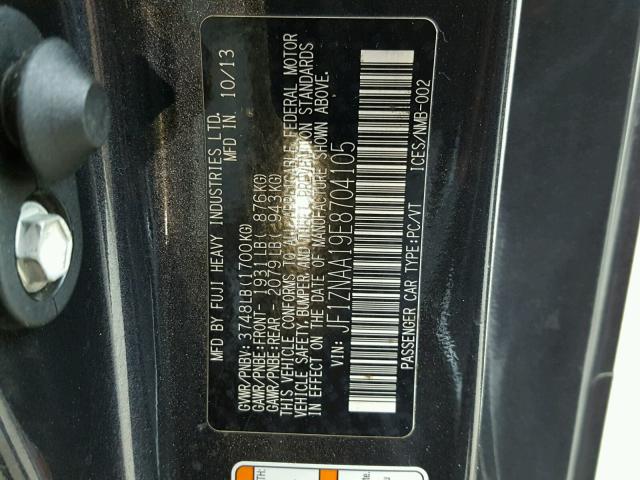 MFD BY FUJI HEAVY INDUSTRIES LTD.
MFD IN 10/13
GVWR/PNBV: 3748LB(1700KG)
GAWR/PNBE:FRONT- 1931LB( 876KG)
GAWR/PNBE:REAR - 2079LB( 943KG)
THIS VEHICLE CONFORMS TO ALL APPLICABLE FEDERAL MOTOR
VEHICLE SAFETY, BUMPER, AND THEFT PREVENTION STANDARDS
IN EFFECT ON THE DATE OF MANUFACTURE SHOWN ABOVE.
VIN: JF1ZNAA19E8704105
PASSENGER CAR TYPE:PC/VT
ICES/NMB-002